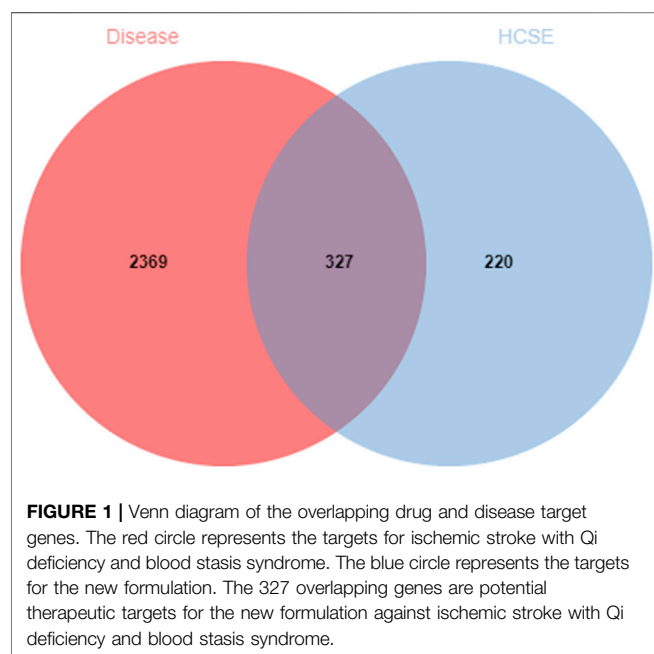 Disease
HCSE
2369
327
220
FIGURE 1 | Venn diagram of the overlapping drug and disease target
genes. The red circle represents the targets for ischemic stroke with Qi
deficiency and blood stasis syndrome. The blue circle represents the targets
for the new formulation. The 327 overlapping genes are potential
therapeutic targets for the new formulation against ischemic stroke with Qi
deficiency and blood stasis syndrome.